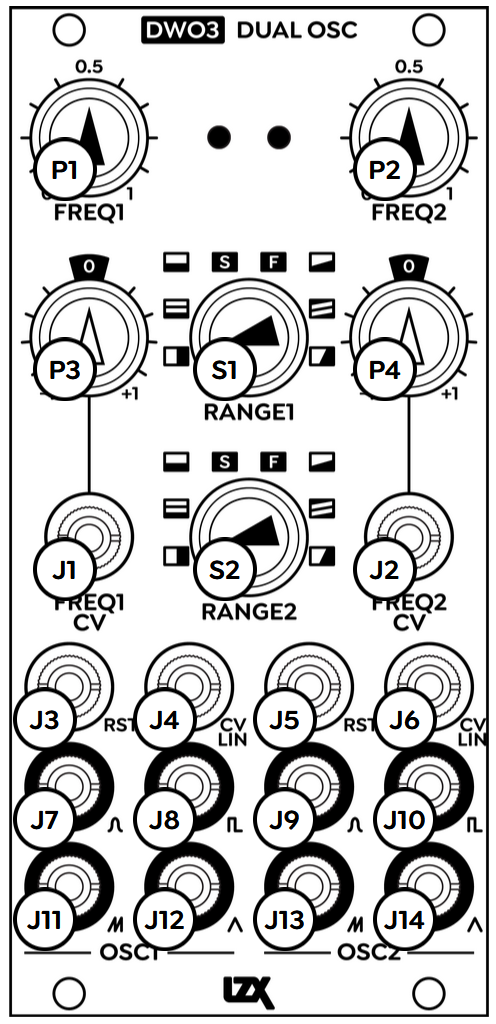 DWO3 DUAL OSC
0.5 0.5
P1 P2
0 1 1
FREQ1 FREQ2
0 S F 0
P3 S1 P4
+1 +1
RANGE1
S F
J1 S2 J2
FREQ1 CV
RANGE2
FREQ2 CV
J3 J4 J5 J6
RST CV LIN RST CV LIN
J7 J8 J9 J10
J11 J12 J13 J14
OSC1 OSC2
LZX